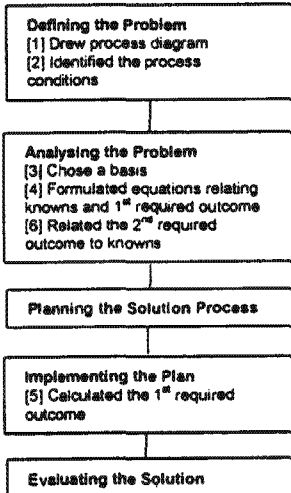 Defining the Problem
[1] Drew process diagram
[2] Identified the process
conditions
Analysing the Problem
[3] Chose a basis
[4] Formulated equations relating
knowns and 1st required outcome
[6] Related the 2nd required
outcome to knowns
Planning the Solution Process
Implementing the Plan
[5] Calculated the 1st required
outcome
Evaluating the Solution